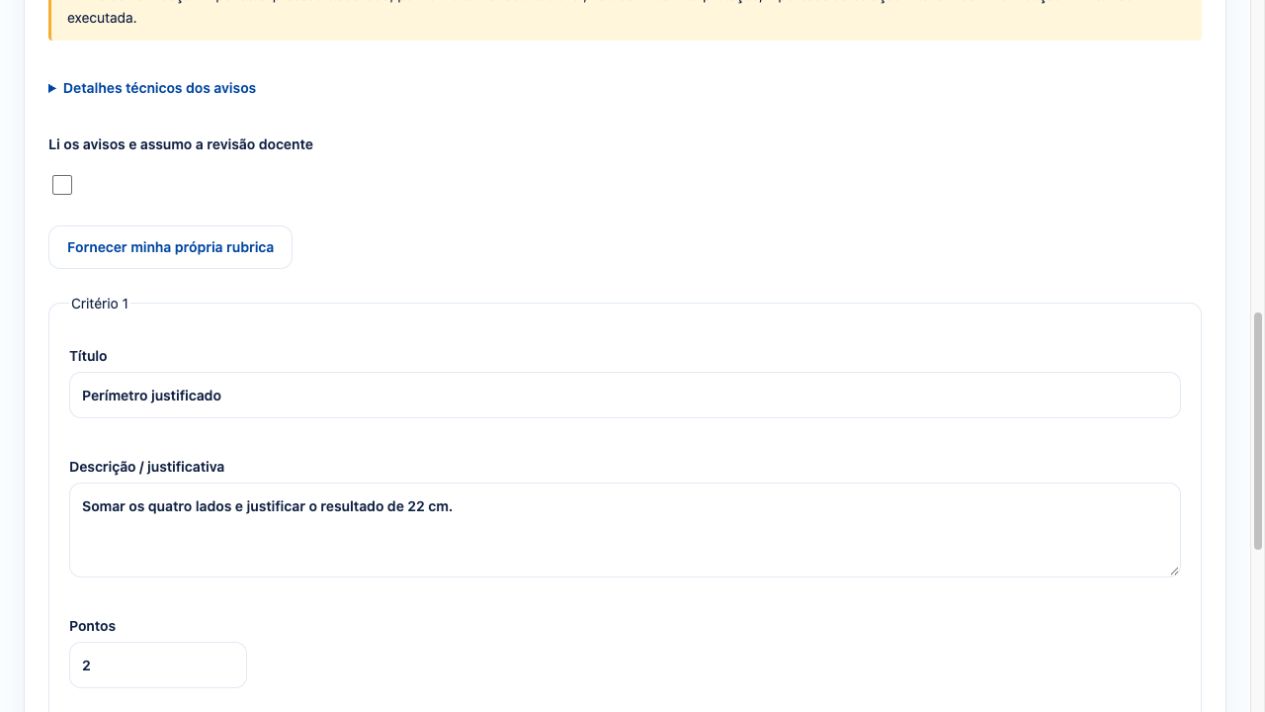 executada.
Detalhes técnicos dos avisos
Li os avisos e assumo a revisão docente
Fornecer minha própria rubrica
Critério 1
Título
Perímetro justificado
Descrição / justificativa
Somar os quatro lados e justificar o resultado de 22 cm.
Pontos
2